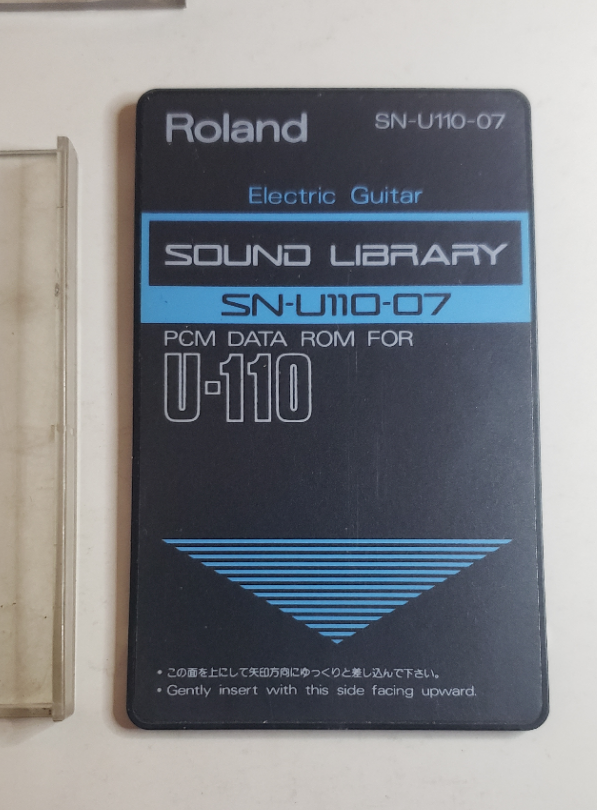 Roland
SN-U110-07
Electric Guitar
SOUND LIBRARY
SN-U110-07
PCM DATA ROM FOR
U-110
• この面を上にして矢印方向にゆっくりと差し込んで下さい。
• Gently insert with this side facing upward.